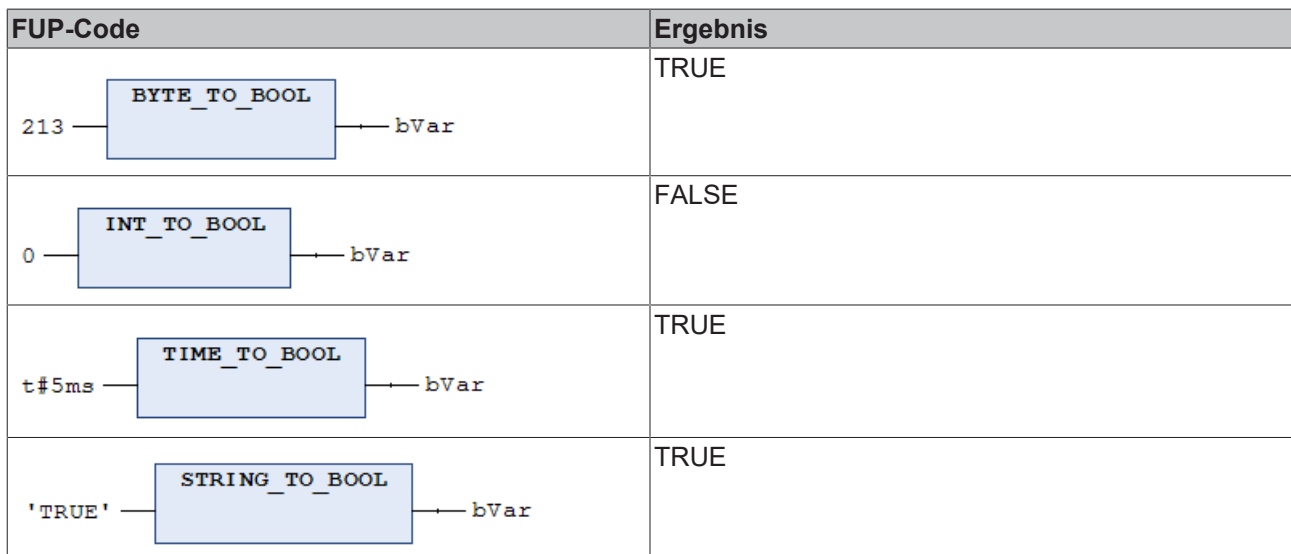 FUP-Code Ergebnis
TRUE
BYTE_TO_BOOL
213 bVar
FALSE
INT_TO_BOOL
0 bVar
TRUE
TIME_TO_BOOL
t#5ms bVar
TRUE
STRING_TO_BOOL
'TRUE' bVar